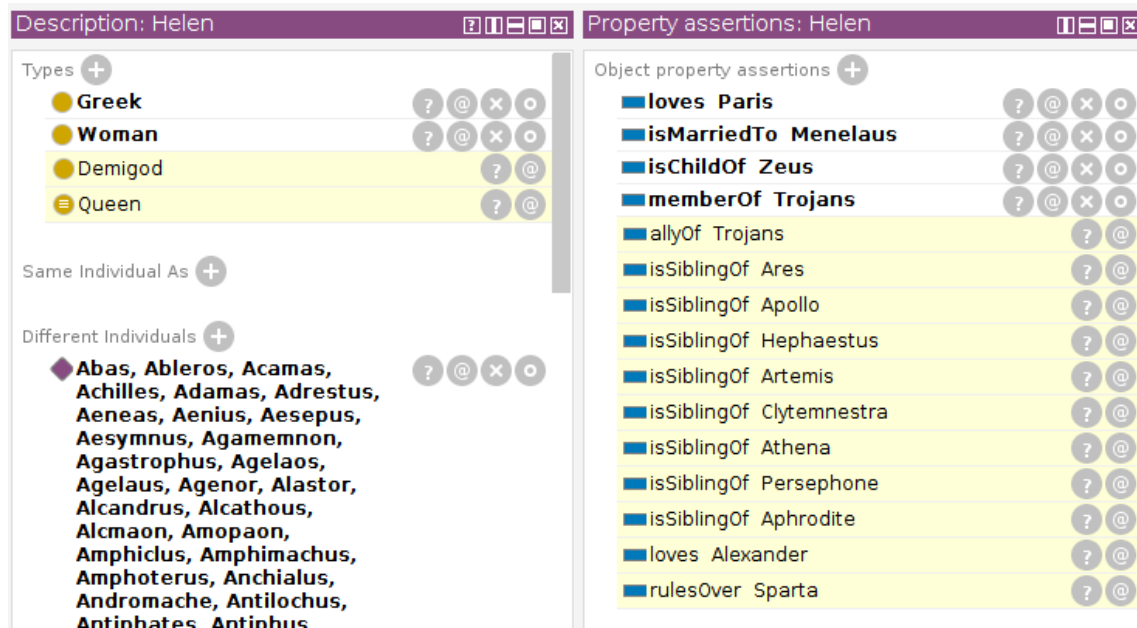 Description: Helen
Types
Greek
Woman
Demigod
Queen
Same Individual As
Different Individuals
Abas, Ableros, Acamas,
Achilles, Adamas, Adrestus,
Aeneas, Aenius, Aesepus,
Aesymnus, Agamemnon,
Agastrophus, Agelaos,
Agelaus, Agenor, Alastor,
Alcandrus, Alcathous,
Alcmaon, Amopaon,
Amphiclus, Amphimachus,
Amphoterus, Anchialus,
Andromache, Antilochus,
Antiphates, Antiphus
Property assertions: Helen
Object property assertions
loves Paris
isMarriedTo Menelaus
isChildOf Zeus
memberOf Trojans
allyOf Trojans
isSiblingOf Ares
isSiblingOf Apollo
isSiblingOf Hephaestus
isSiblingOf Artemis
isSiblingOf Clytemnestra
isSiblingOf Athena
isSiblingOf Persephone
isSiblingOf Aphrodite
loves Alexander
rulesOver Sparta